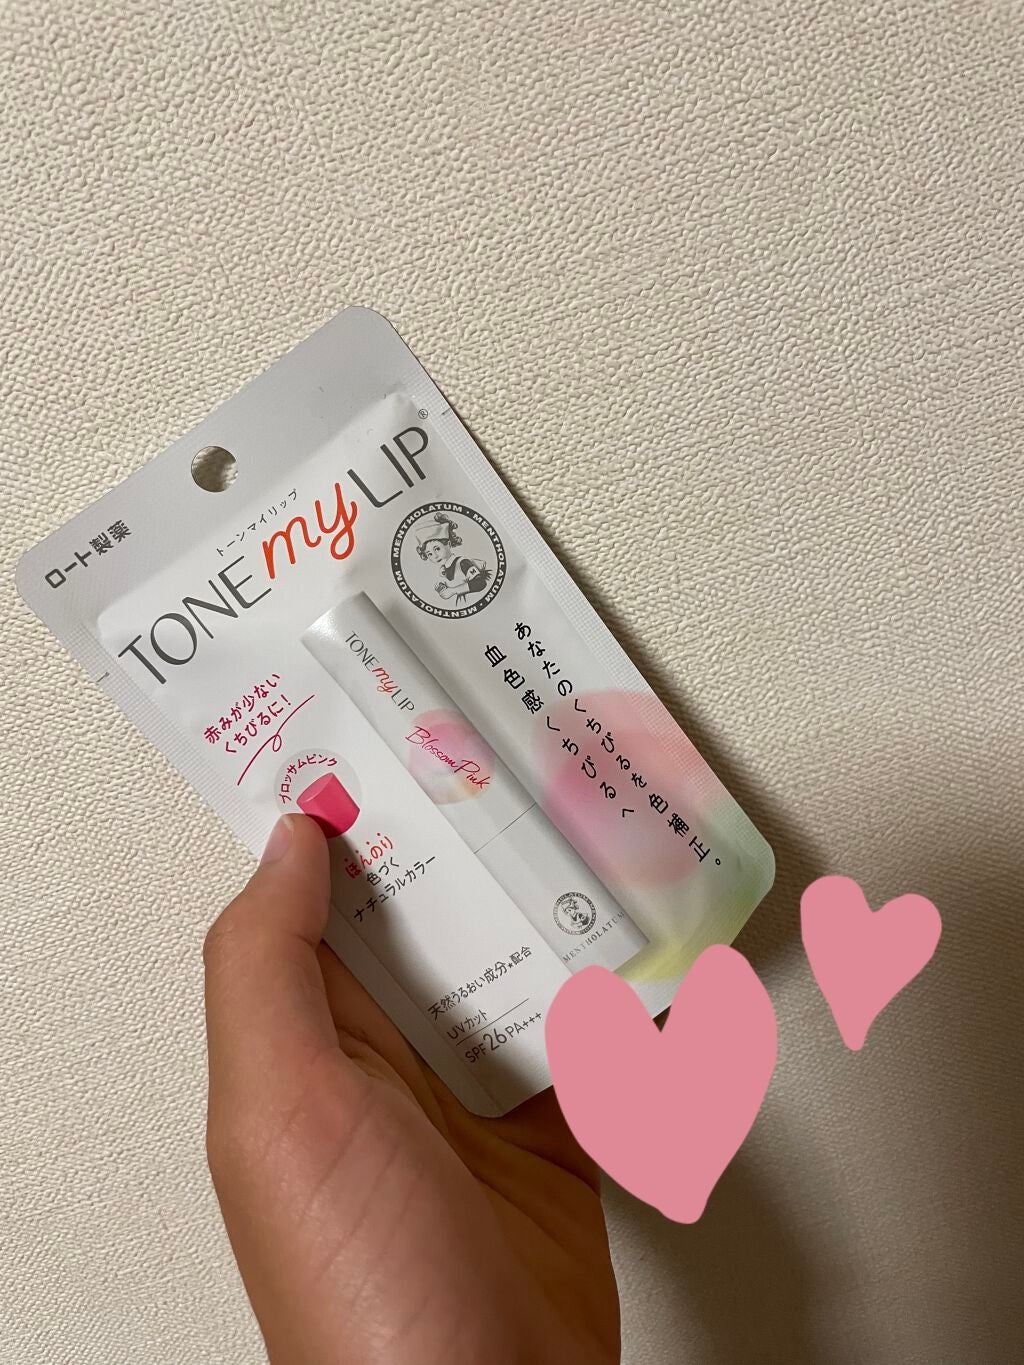 ロート製薬
トーンマイリップ
TONE my LIP®
MENTHOLATUM・MENTHOLATUM・MENTHOLATUM
あなたのくちびるを色補正。
血色感くちびるへ
赤みが少ない
くちびるに!
ブロッサムピンク
ほんのり
色づく
ナチュラルカラー
TONE my LIP
Blossom Pink
MENTHOLATUM
天然うるおい成分*配合
UVカット
SPF26 PA+++